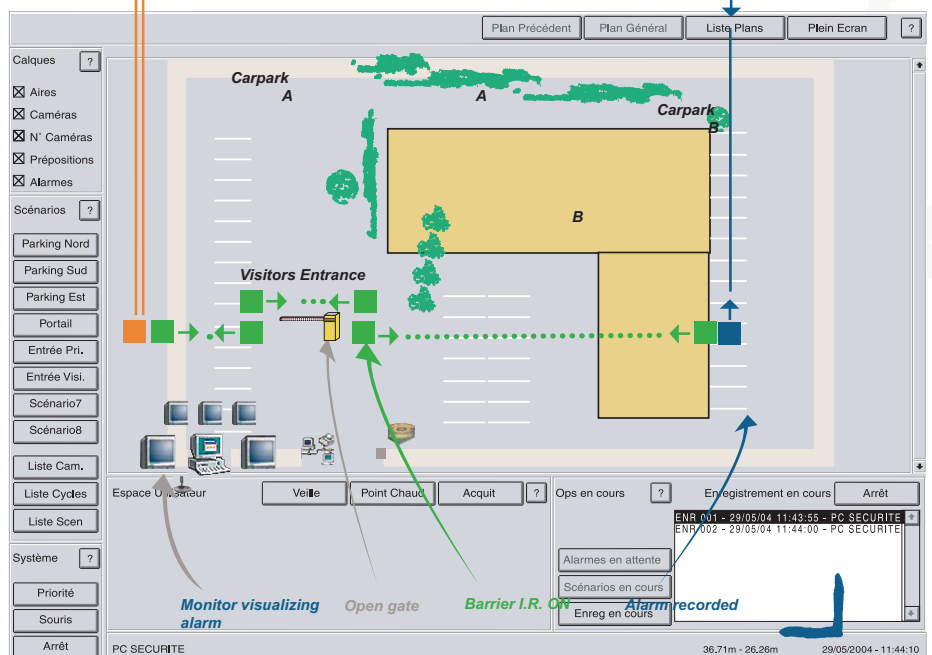 Plan Précédent
Plan Général
Liste Plans
Plein Ecran
?
Calques
?
Aires
Caméras
N° Caméras
Prépositions
Alarmes
Scénarios
?
Parking Nord
Parking Sud
Parking Est
Portail
Entrée Pri.
Entrée Visi.
Scénario7
Scénario8
Liste Cam.
Liste Cycles
Liste Scen
Système
?
Priorité
Souris
Arrêt
Carpark
A
A
Carpark
B
B
Visitors Entrance
Espace Utilisateur
Veille
Point Chaud
Acquit
?
Ops en cours
?
Enregistrement en cours
Arrêt
ENR 001 - 29/05/04 11:43:55 - PC SECURITE
ENR 002 - 29/05/04 11:44:00 - PC SECURITE
Alarmes en attente
Scénarios en cours
Enreg en cours
Monitor visualizing
alarm
Open gate
Barrier I.R. ON
Alarm recorded
PC SECURITE
36.71m - 26.26m
29/05/2004 - 11:44:10